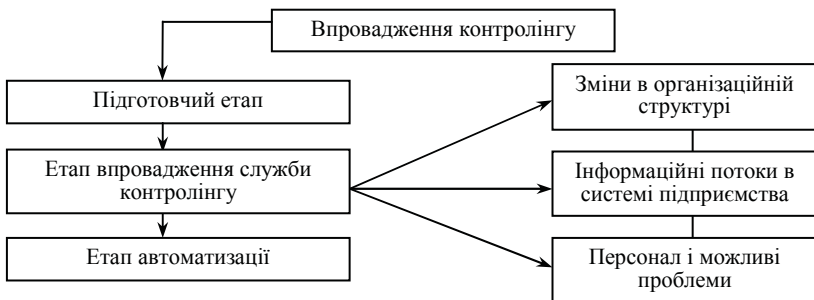 Впровадження контролінгу
Підготовчий етап
Етап впровадження служби
контролінгу
Етап автоматизації
Зміни в організаційній
структурі
Інформаційні потоки в
системі підприємства
Персонал і можливі
проблеми